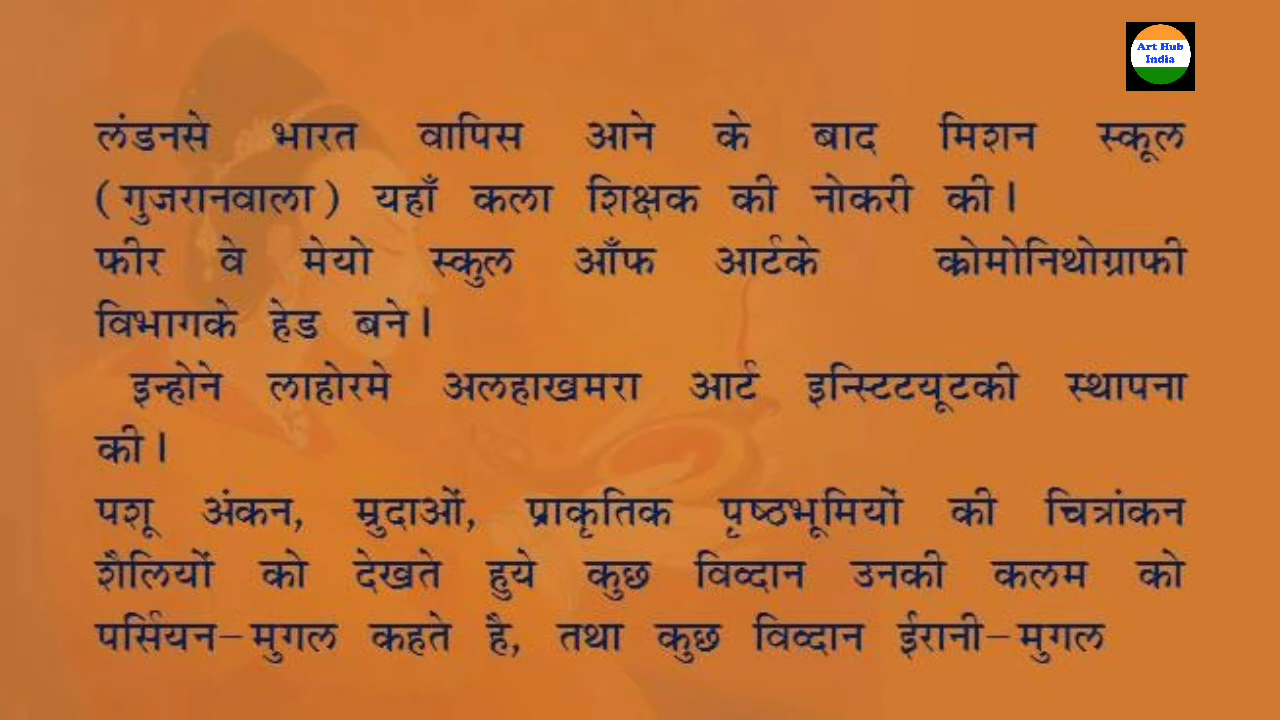 Art Hub
India
लंडनसे भारत वापिस आने के बाद मिशन स्कूल
(गुजरानवाला) यहाँ कला शिक्षक की नोकरी की।
फीर वे मेयो स्कुल आँफ आर्टके क्रोमोनिथोग्राफी
विभागके हेड बने।
इन्होने लाहोरमे अलहाखमरा आर्ट इन्स्टिटयूटकी स्थापना
की।
पशू अंकन, म्रुदाओं, प्राकृतिक पृष्ठभूमियों की चित्रांकन
शैलियों को देखते हुये कुछ विव्दान उनकी कलम को
पर्सियन-मुगल कहते है, तथा कुछ विव्दान ईरानी-मुगल